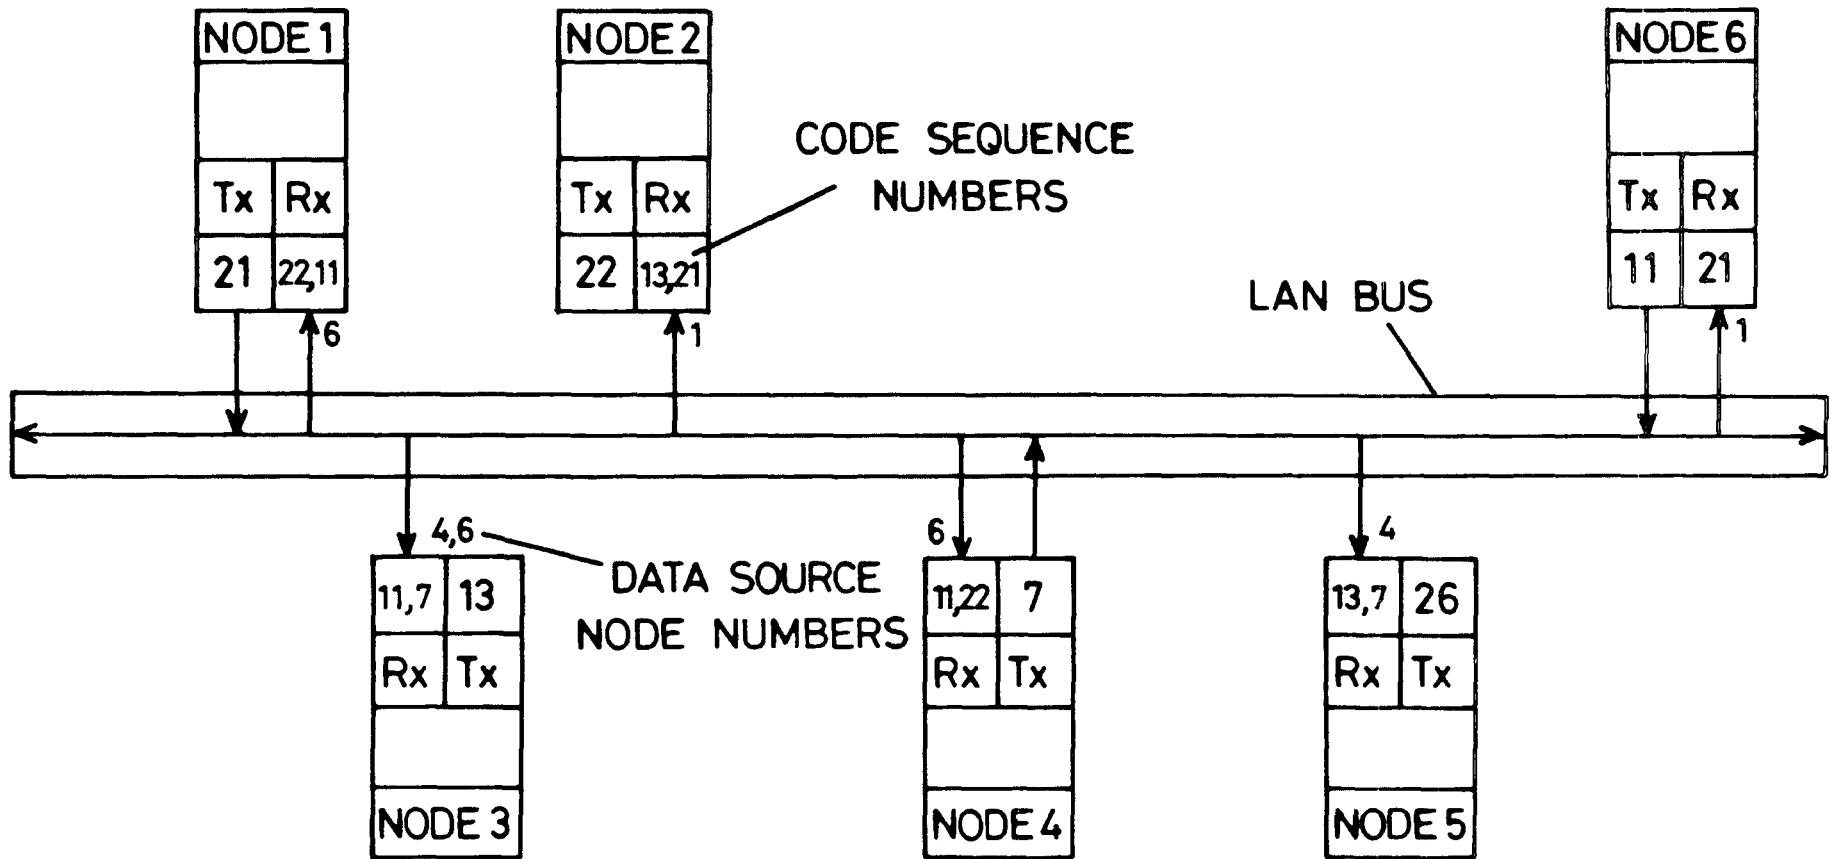 NODE 1
Tx Rx
21 22,11
6
NODE 2
Tx Rx
22 13,21
1
CODE SEQUENCE
NUMBERS
LAN BUS
NODE 6
Tx Rx
11 21
1
4,6
DATA SOURCE
NODE NUMBERS
11,7 13
Rx Tx
NODE 3
6
11,22 7
Rx Tx
NODE 4
4
13,7 26
Rx Tx
NODE 5